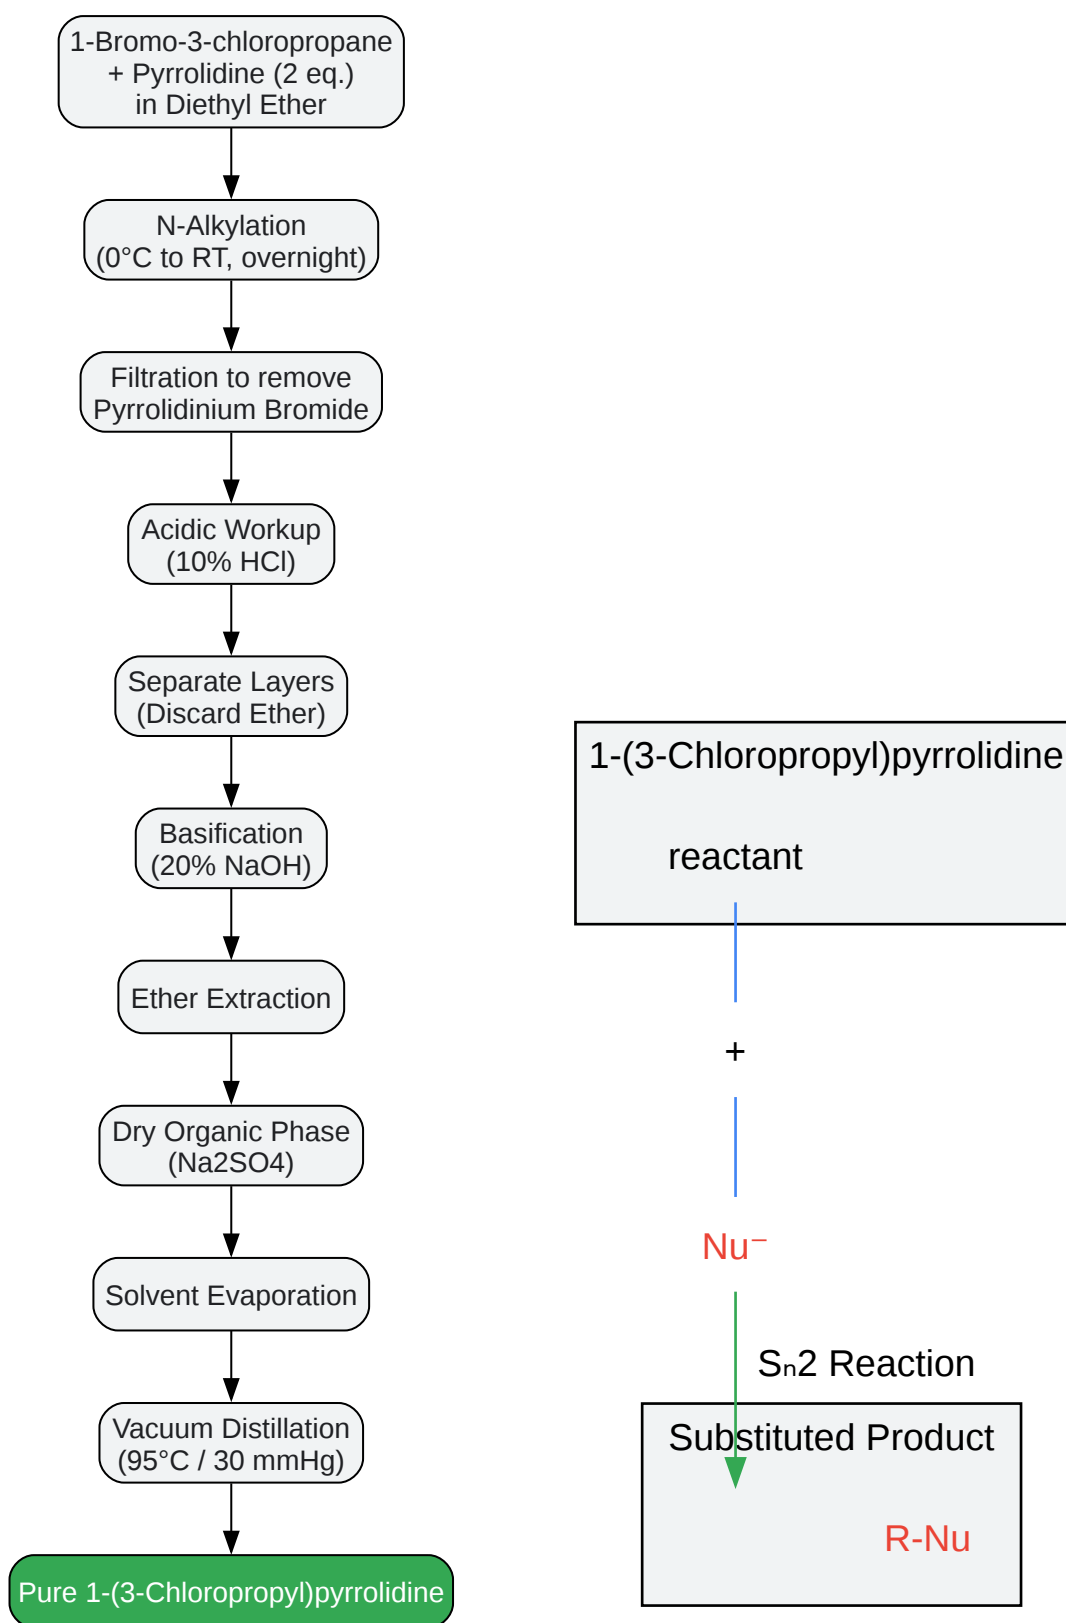 1-Bromo-3-chloropropane
+ Pyrrolidine (2 eq.)
in Diethyl Ether
N-Alkylation
(0°C to RT, overnight)
Filtration to remove
Pyrrolidinium Bromide
Acidic Workup
(10% HCl)
Separate Layers
(Discard Ether)
Basification
(20% NaOH)
Ether Extraction
Dry Organic Phase
(Na2SO4)
Solvent Evaporation
Vacuum Distillation
(95°C / 30 mmHg)
Pure 1-(3-Chloropropyl)pyrrolidine
1-(3-Chloropropyl)pyrrolidine
reactant
+
Nu⁻
Sₙ2 Reaction
Substituted Product
R-Nu